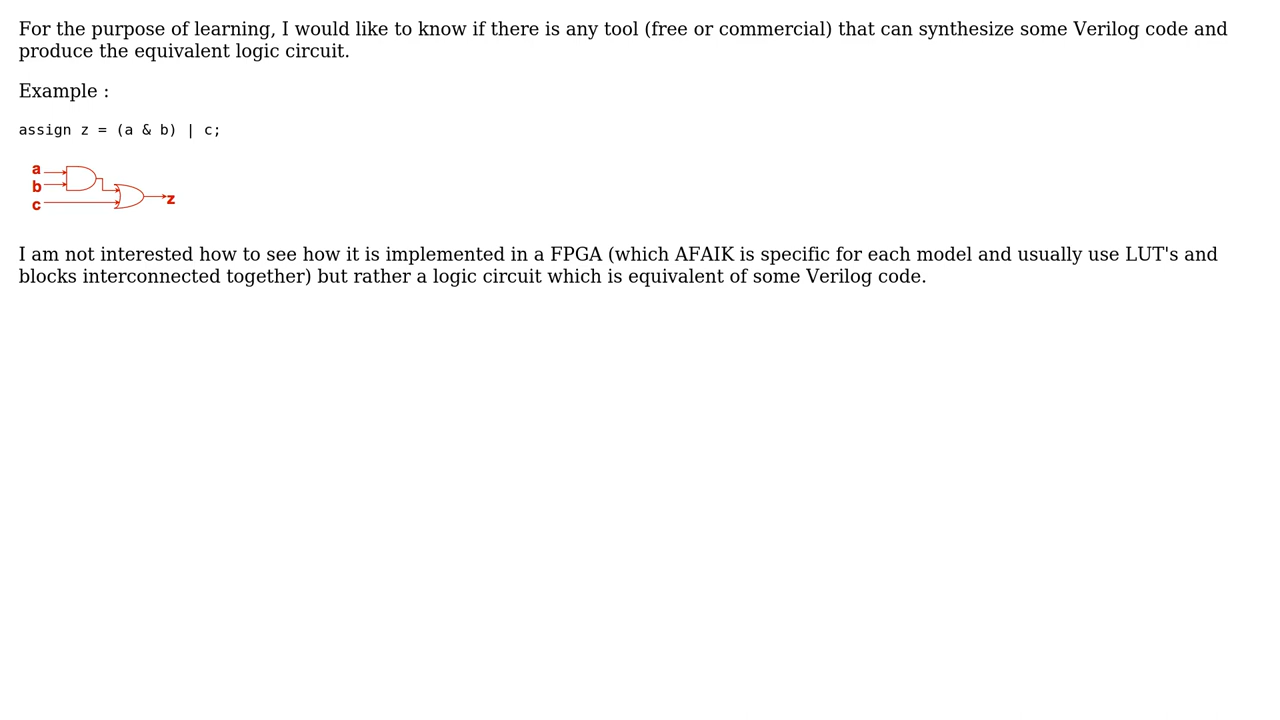 For the purpose of learning, I would like to know if there is any tool (free or commercial) that can synthesize some Verilog code and
produce the equivalent logic circuit.
Example :
assign z = (a & b) | c;
a
b
c
z
I am not interested how to see how it is implemented in a FPGA (which AFAIK is specific for each model and usually use LUT's and
blocks interconnected together) but rather a logic circuit which is equivalent of some Verilog code.